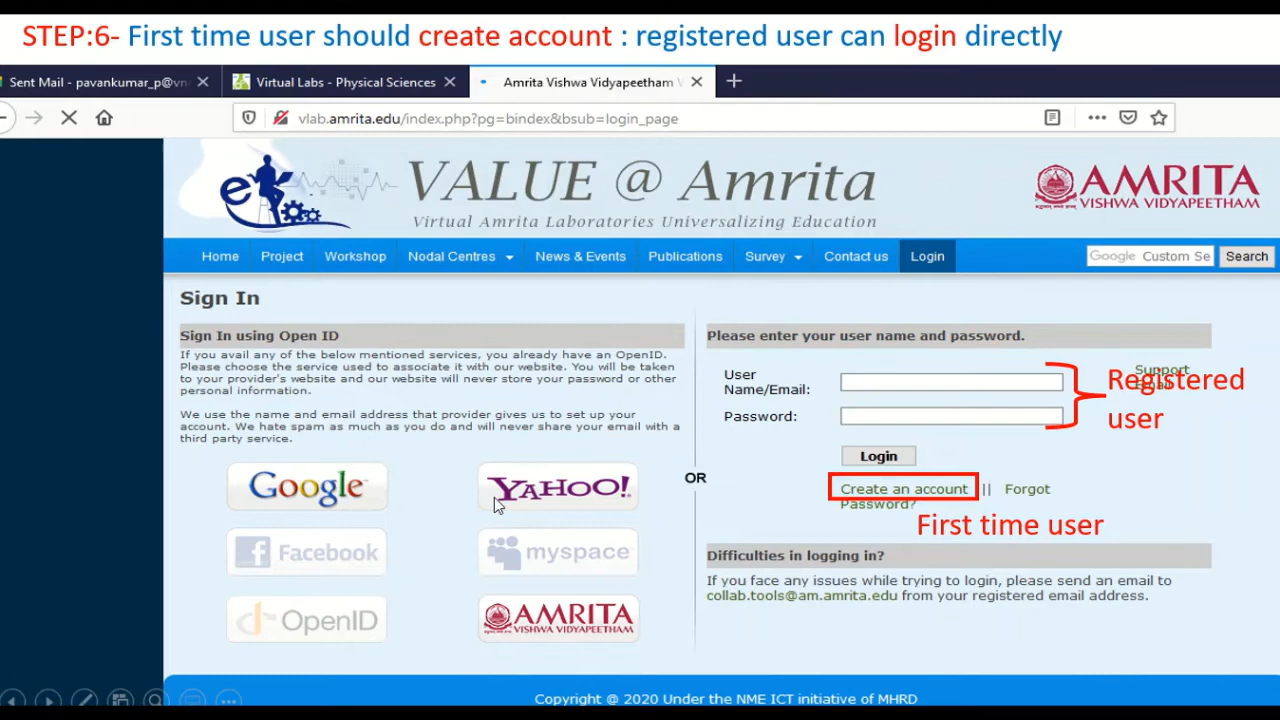 STEP:6- First time user should create account : registered user can login directly
Sent Mail - pavankumar_p@vn
Virtual Labs - Physical Sciences
Amrita Vishwa Vidyapeetham V
vlab.amrita.edu/index.php?pg=bindex&bsub=login_page
VALUE @ Amrita
Virtual Amrita Laboratories Universalizing Education
AMRITA
VISHWA VIDYAPEETHAM
Home Project Workshop Nodal Centres News & Events Publications Survey Contact us Login
Google Custom Se Search
Sign In
Sign In using Open ID
If you avail any of the below mentioned services, you already have an OpenID.
Please choose the service used to associate it with our website. You will be taken
to your provider's website and our website will never store your password or other
personal information.
We use the name and email address that provider gives us to set up your
account. We hate spam as much as you do and will never share your email with a
third party service.
Google
YAHOO!
Facebook
myspace
OpenID
AMRITA
VISHWA VIDYAPEETHAM
OR
Please enter your user name and password.
User
Name/Email:
Password:
Support
Registered
user
Login
Create an account || Forgot
Password?
First time user
Difficulties in logging in?
If you face any issues while trying to login, please send an email to
collab.tools@am.amrita.edu from your registered email address.
Copyright @ 2020 Under the NME ICT initiative of MHRD